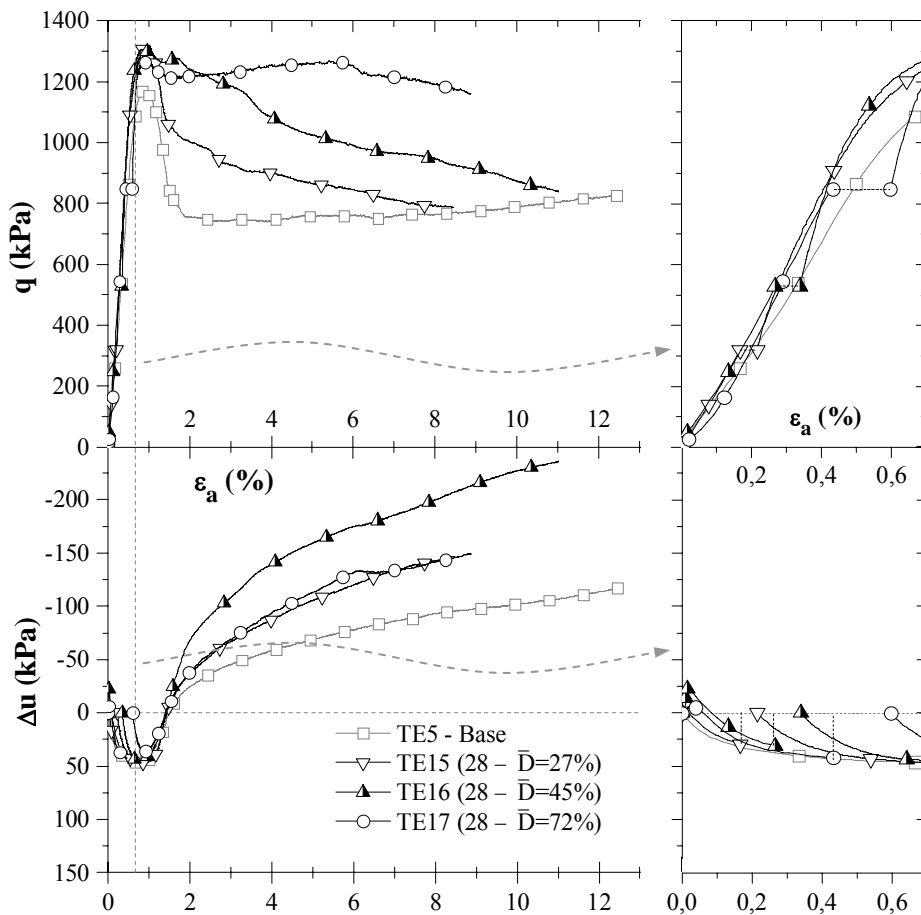 1400
1200
1000
800
600
400
200
0
q (kPa)
2 4 6 8 10 12
εₐ (%)
εₐ (%)
0,2 0,4 0,6
-200
-150
-100
-50
0
50
100
150
Δu (kPa)
TE5 - Base
TE15 (28 – D̅=27%)
TE16 (28 – D̅=45%)
TE17 (28 – D̅=72%)
0 2 4 6 8 10 12
0,0 0,2 0,4 0,6